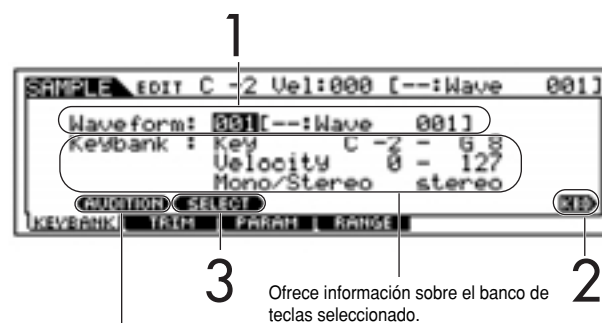 1
SAMPLE EDIT C -2 Vel:000 [--:Wave 001]
Waveform: 001[--:Wave 001]
Keybank : Key C -2 - G 8
Velocity 0 - 127
Mono/Stereo stereo
AUDITION SELECT KB
KEYBANK TRIM PARAM RANGE
3
2
Ofrece información sobre el banco de
teclas seleccionado.